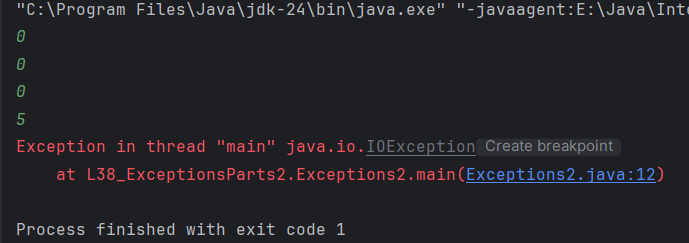 "C:\Program Files\Java\jdk-24\bin\java.exe" "-javaagent:E:\Java\Inte
0
0
0
5
Exception in thread "main" java.io.IOException Create breakpoint
    at L38_ExceptionsParts2.Exceptions2.main(Exceptions2.java:12)
Process finished with exit code 1